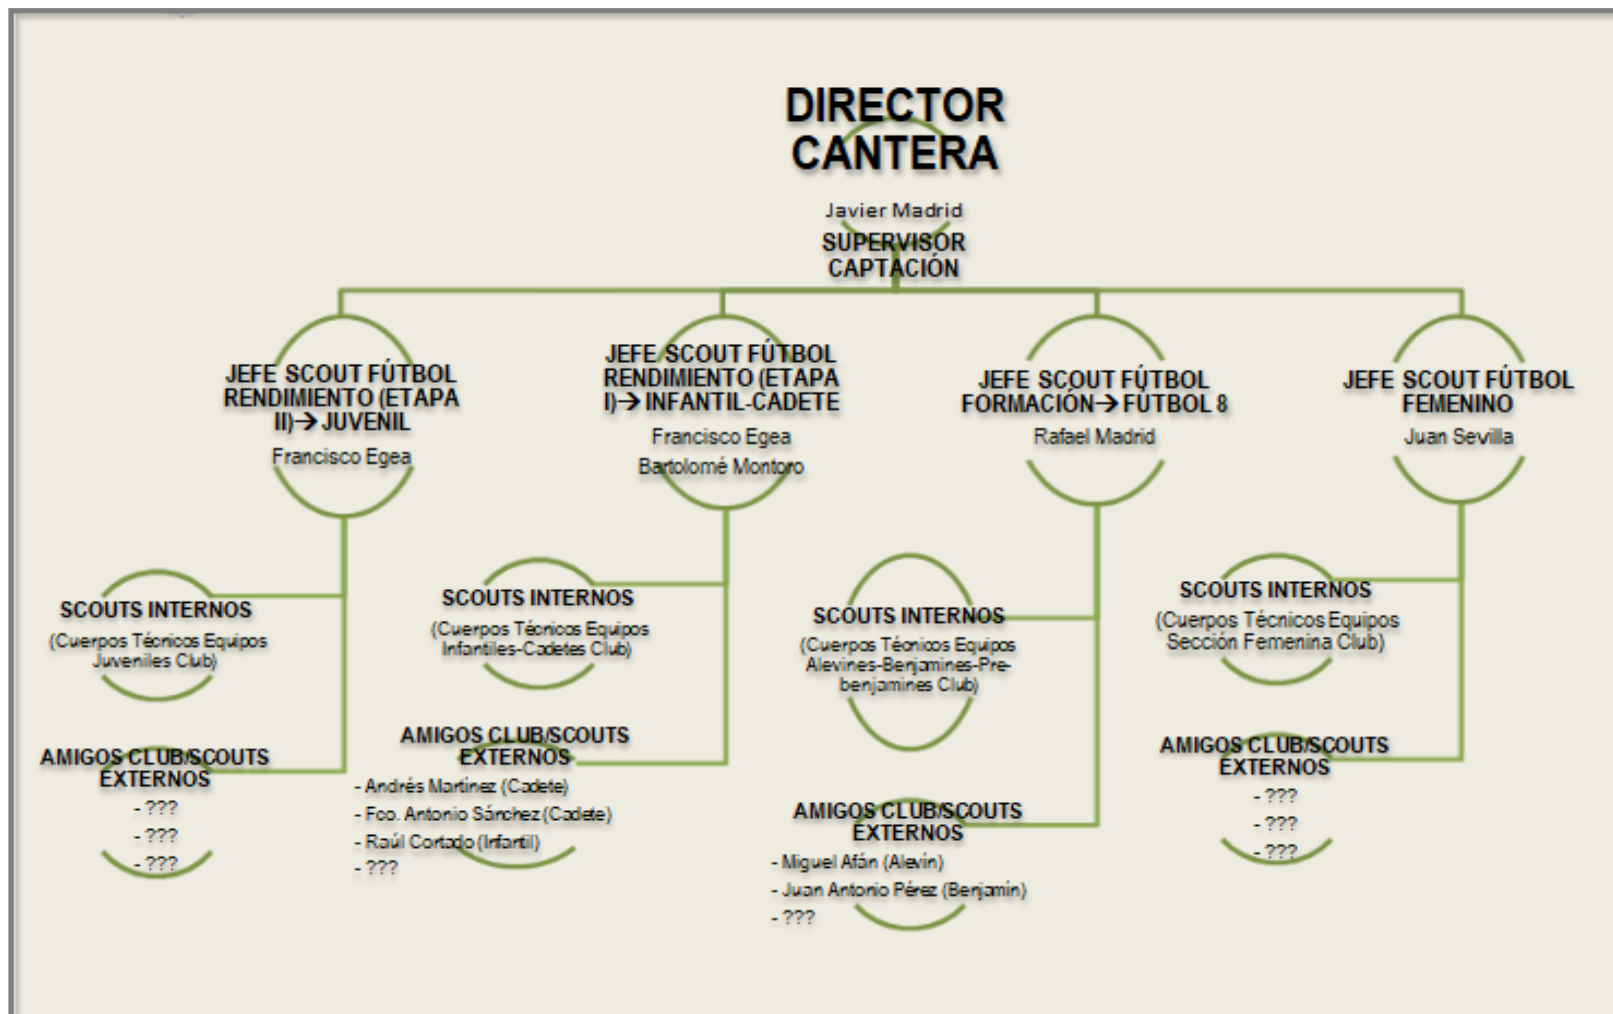 DIRECTOR
CANTERA
Javier Madrid
SUPERVISOR
CAPTACIÓN
JEFE SCOUT FÚTBOL
RENDIMIENTO (ETAPA
II)→ JUVENIL
Francisco Egea
JEFE SCOUT FÚTBOL
RENDIMIENTO (ETAPA
I)→ INFANTIL-CADETE
Francisco Egea
Bartolomé Montoro
JEFE SCOUT FÚTBOL
FORMACIÓN→ FÚTBOL 8
Rafael Madrid
JEFE SCOUT FÚTBOL
FEMENINO
Juan Sevilla
SCOUTS INTERNOS
(Cuerpos Técnicos Equipos
Juveniles Club)
AMIGOS CLUB/SCOUTS
EXTERNOS
- ???
- ???
- ???
SCOUTS INTERNOS
(Cuerpos Técnicos Equipos
Infantiles-Cadetes Club)
AMIGOS CLUB/SCOUTS
EXTERNOS
- Andrés Martínez (Cadete)
- Fco. Antonio Sánchez (Cadete)
- Raúl Cortado (Infantil)
- ???
SCOUTS INTERNOS
(Cuerpos Técnicos Equipos
Alevines-Benjamines-Pre-
benjamines Club)
AMIGOS CLUB/SCOUTS
EXTERNOS
- Miguel Afán (Alevín)
- Juan Antonio Pérez (Benjamín)
- ???
SCOUTS INTERNOS
(Cuerpos Técnicos Equipos
Sección Femenina Club)
AMIGOS CLUB/SCOUTS
EXTERNOS
- ???
- ???
- ???